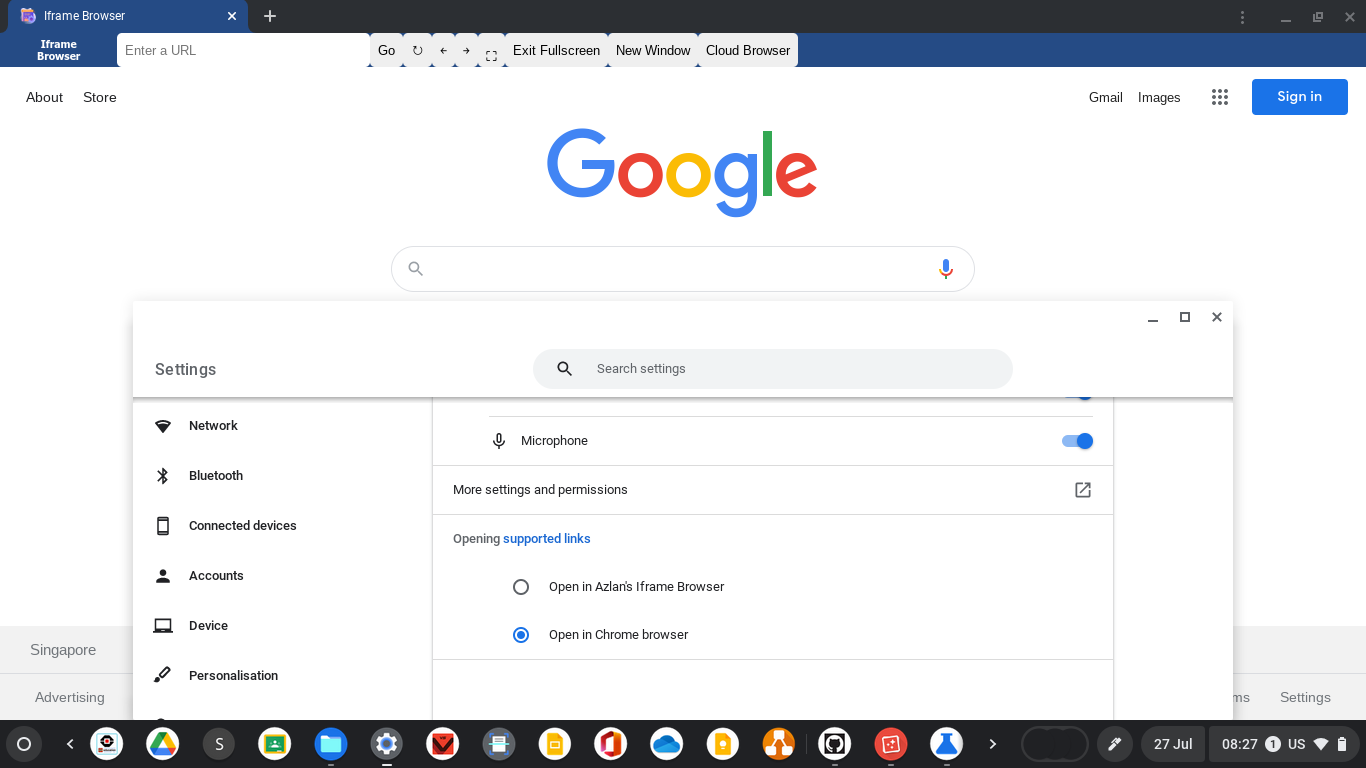 Iframe Browser
Iframe Browser
Enter a URL
Go
Exit Fullscreen
New Window
Cloud Browser
About
Store
Gmail
Images
Sign in
Google
Settings
Search settings
Network
Bluetooth
Connected devices
Accounts
Device
Personalisation
Microphone
More settings and permissions
Opening supported links
Open in Azlan's Iframe Browser
Open in Chrome browser
Singapore
Advertising
ms
Settings
S
27 Jul
08:27
1
US